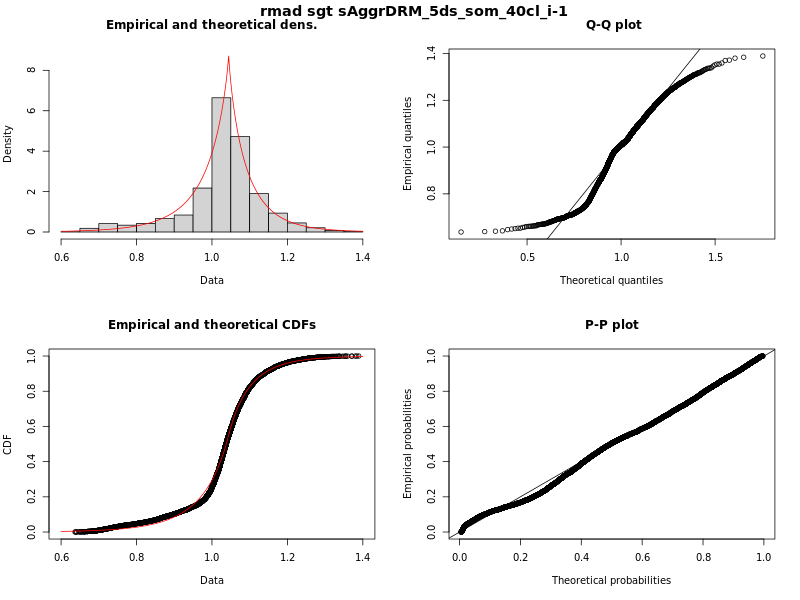 rmad sgt sAggrDRM_5ds_som_40cl_i-1
Empirical and theoretical dens.
Density
0 2 4 6 8
0.6 0.8 1.0 1.2 1.4
Data
Q-Q plot
Empirical quantiles
0.8 1.0 1.2 1.4
0.5 1.0 1.5
Theoretical quantiles
Empirical and theoretical CDFs
CDF
0.0 0.2 0.4 0.6 0.8 1.0
0.6 0.8 1.0 1.2 1.4
Data
P-P plot
Empirical probabilities
0.0 0.2 0.4 0.6 0.8 1.0
0.0 0.2 0.4 0.6 0.8 1.0
Theoretical probabilities